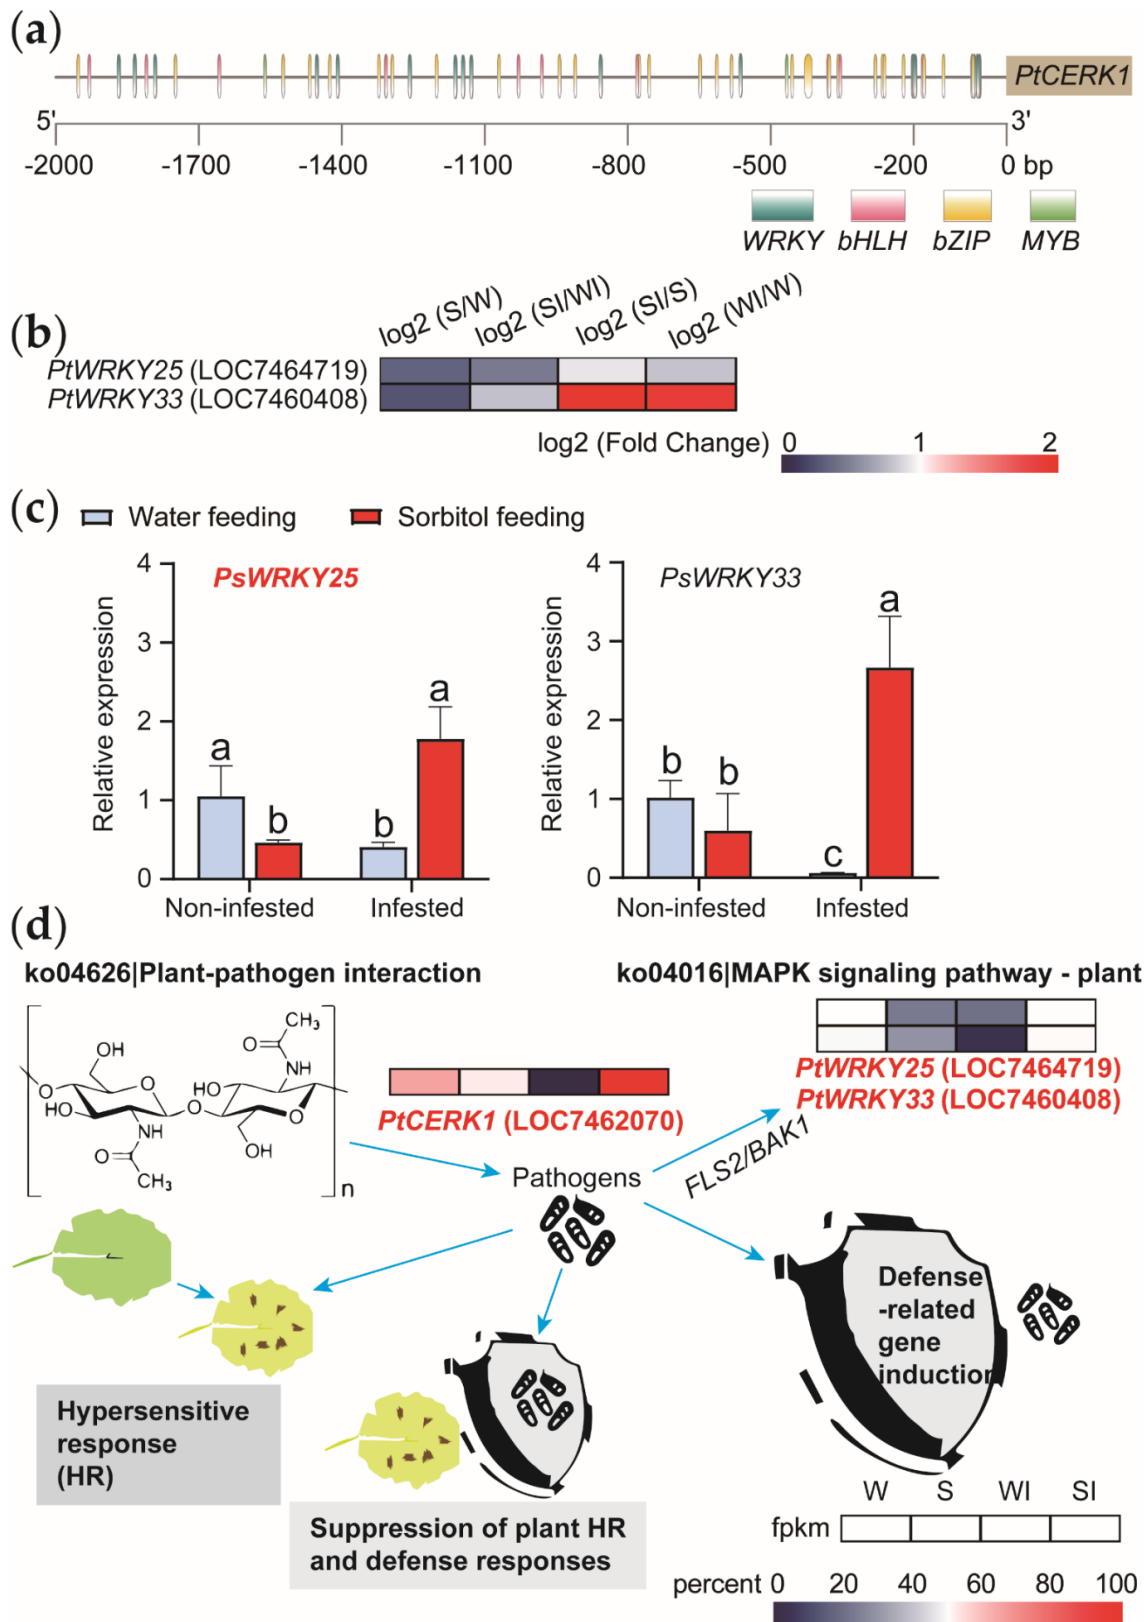 (a)
PtCERK1
5' 3'
-2000 -1700 -1400 -1100 -800 -500 -200 0 bp
WRKY bHLH bZIP MYB
(b)
log2 (S/W) log2 (SI/WI) log2 (SI/S) log2 (WI/W)
PtWRKY25 (LOC7464719)
PtWRKY33 (LOC7460408)
log2 (Fold Change) 0 1 2
(c)
Water feeding Sorbitol feeding
PsWRKY25
Relative expression
4
3
2
1
0
a b b a
Non-infested Infested
PsWRKY33
Relative expression
4
3
2
1
0
b b c a
Non-infested Infested
(d)
ko04626|Plant-pathogen interaction
ko04016|MAPK signaling pathway - plant
CH3
O
NH
OH
O
HO
O
O
HO
O
O
NH
OH
O
CH3
n
PtCERK1 (LOC7462070)
PtWRKY25 (LOC7464719)
PtWRKY33 (LOC7460408)
FLS2/BAK1
Pathogens
Defense
-related
gene
induction
Hypersensitive
response
(HR)
Suppression of plant HR
and defense responses
W S WI SI
fpkm
percent 0 20 40 60 80 100